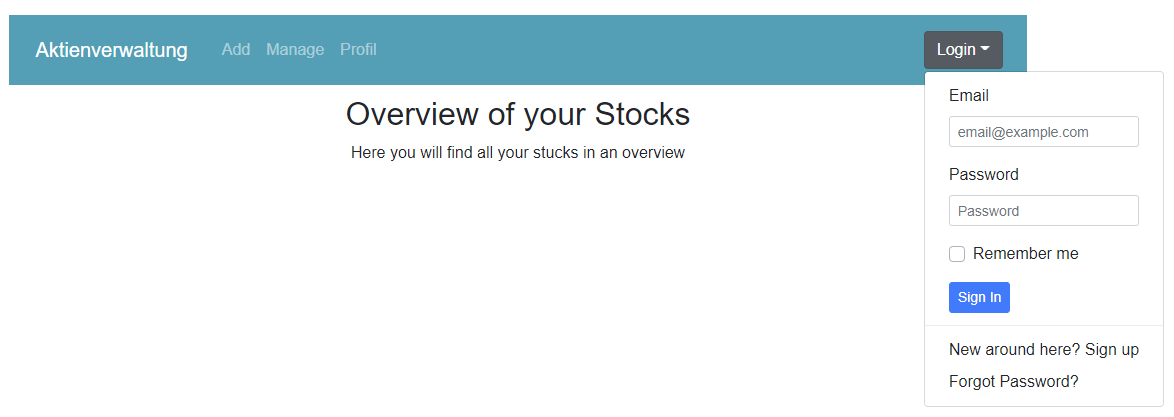 Aktienverwaltung Add Manage Profil Login
Overview of your Stocks
Here you will find all your stucks in an overview
Email
email@example.com
Password
Password
Remember me
Sign In
New around here? Sign up
Forgot Password?